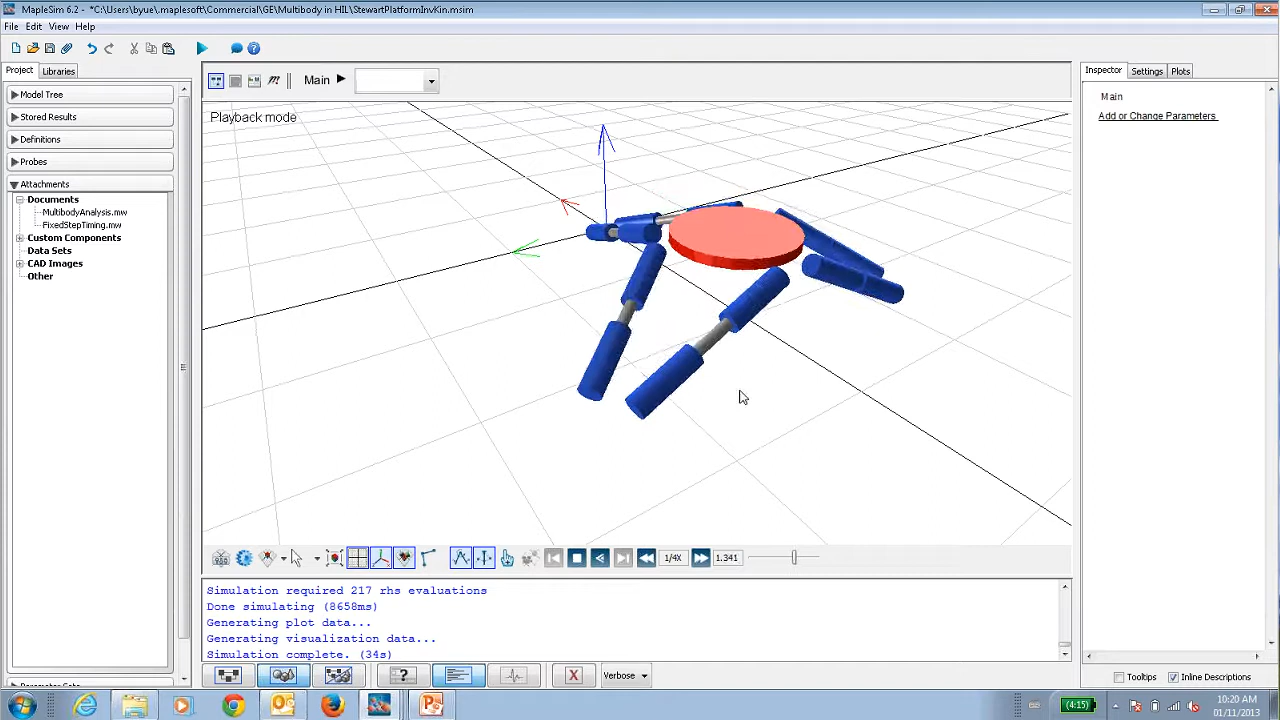 MapleSim 6.2 - *C:\Users\byue\.maplesoft\Commercial\GE\Multibody in HIL\StewartPlatformInvKin.msim
File Edit View Help
Project Libraries
Main
Inspector Settings Plots
Model Tree
Stored Results
Definitions
Probes
Attachments
Documents
MultibodyAnalysis.mw
FixedStepTiming.mw
Custom Components
Data Sets
CAD Images
Other
Playback mode
Main
Add or Change Parameters
1/4X
1.341
Simulation required 217 rhs evaluations
Done simulating (8658ms)
Generating plot data...
Generating visualization data...
Simulation complete. (34s)
Verbose
Tooltips Inline Descriptions
(4:15)
10:20 AM
01/11/2013